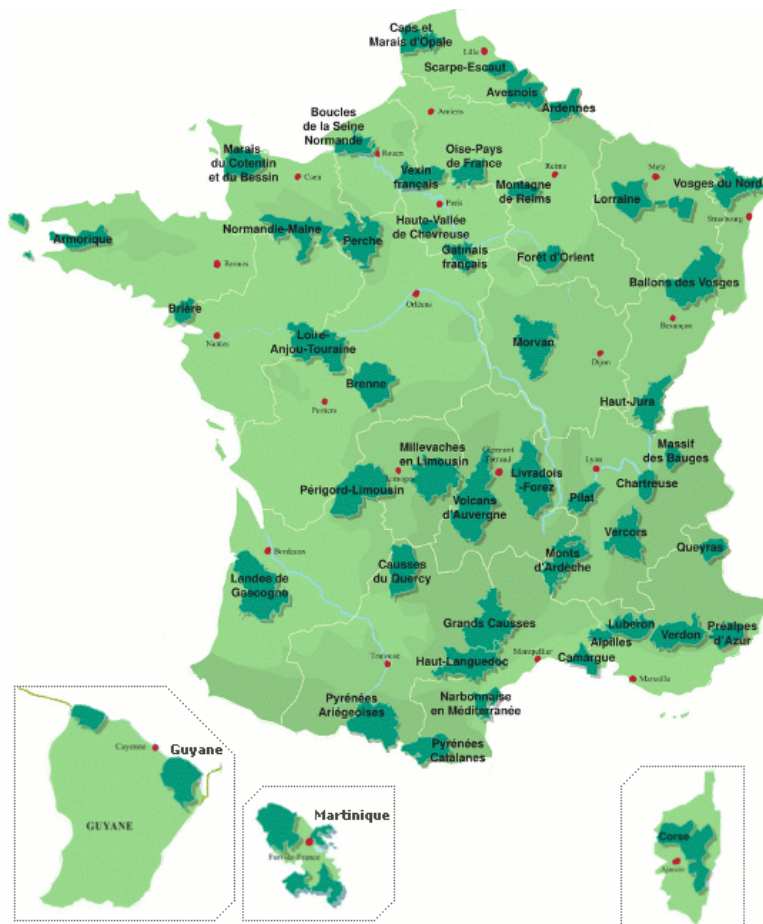 Caps et
Marais d'Opale
Lille
Scarpe-Escaut
Avesnois
Ardennes
Amiens
Boucles
de la Seine
Normande
Rouen
Marais
du Cotentin
et du Bessin
Caen
Oise-Pays
de France
Vexin
français
Reims
Montagne
de Reims
Metz
Lorraine
Vosges du Nord
Strasbourg
Paris
Haute-Vallée
de Chevreuse
Armorique
Normandie-Maine
Perche
Gâtinais
français
Forêt d'Orient
Rennes
Ballons des Vosges
Orléans
Brière
Nantes
Besançon
Loire-
Anjou-Touraine
Morvan
Dijon
Brenne
Poitiers
Haut-Jura
Massif
des Bauges
Millevaches
en Limousin
Clermont
Ferrand
Limoges
Livradois
-Forez
Lyon
Chartreuse
Périgord-Limousin
Volcans
d'Auvergne
Pilat
Vercors
Bordeaux
Queyras
Monts
d'Ardèche
Causses
du Quercy
Landes de
Gascogne
Grands Causses
Luberon
Alpilles
Verdon
Préalpes
d'Azur
Toulouse
Haut-Languedoc
Montpellier
Camargue
Marseille
Pyrénées
Ariégeoises
Narbonnaise
en Méditerranée
Pyrénées
Catalanes
Cayenne
Guyane
GUYANE
Martinique
Fort-de-France
Corse
Ajaccio